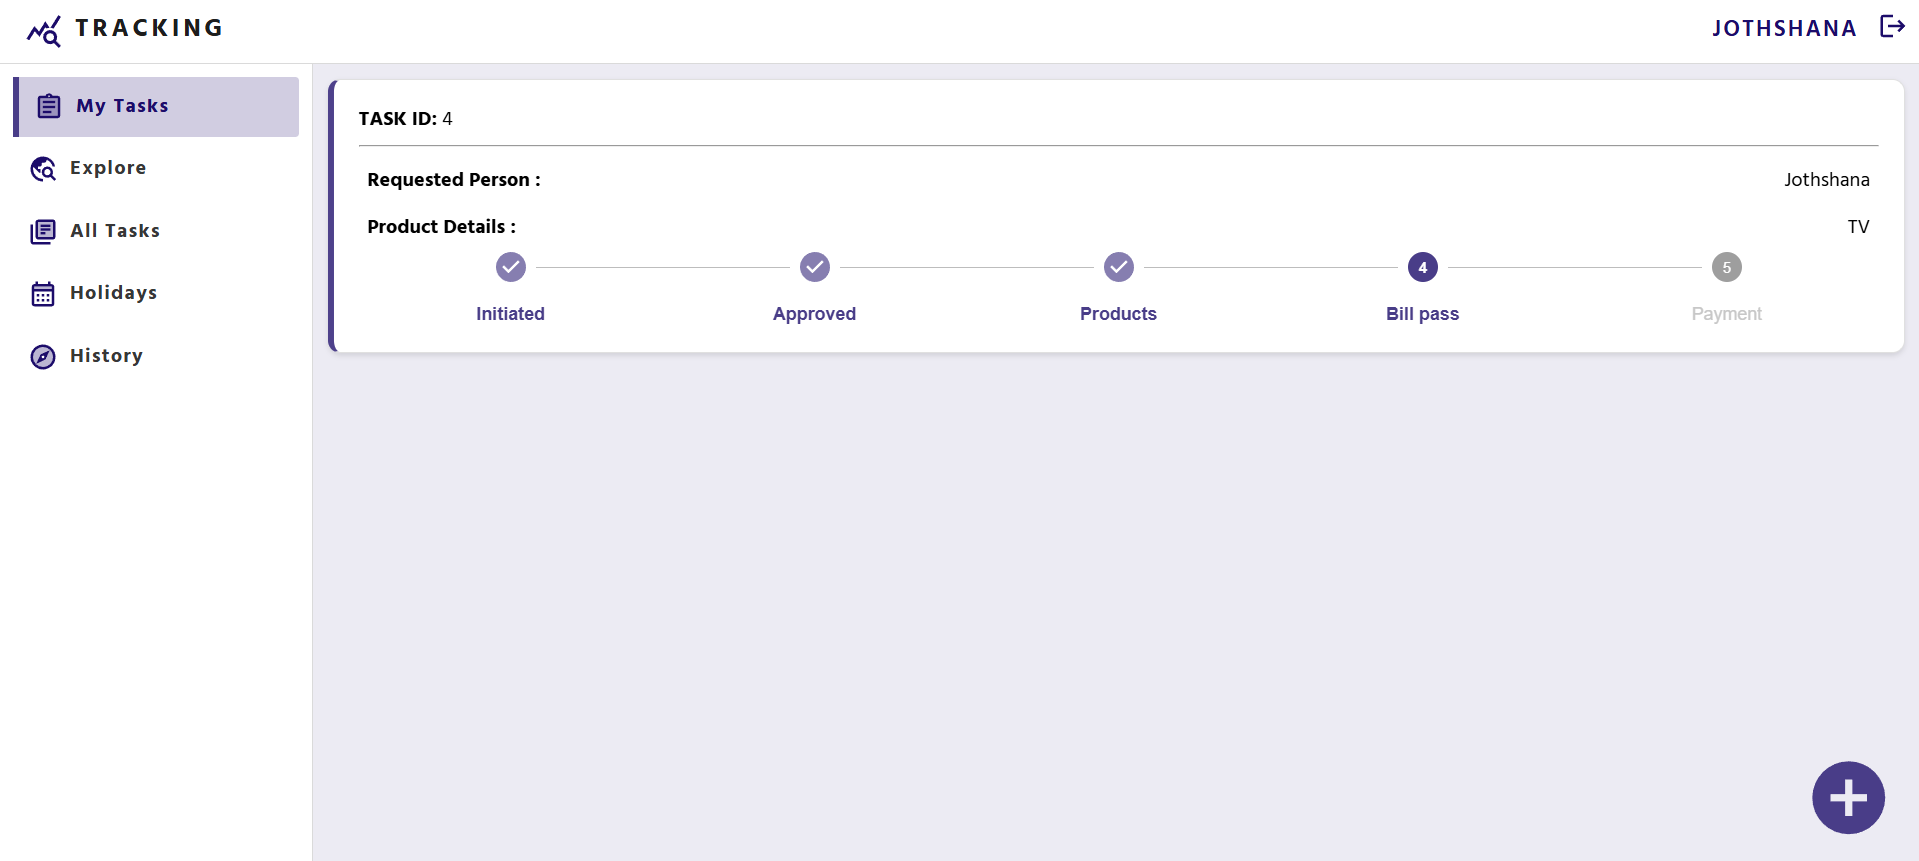 TRACKING
JOTHSHANA
My Tasks
Explore
All Tasks
Holidays
History
TASK ID: 4
Requested Person : Jothshana
Product Details : TV
4 5
Initiated Approved Products Bill pass Payment